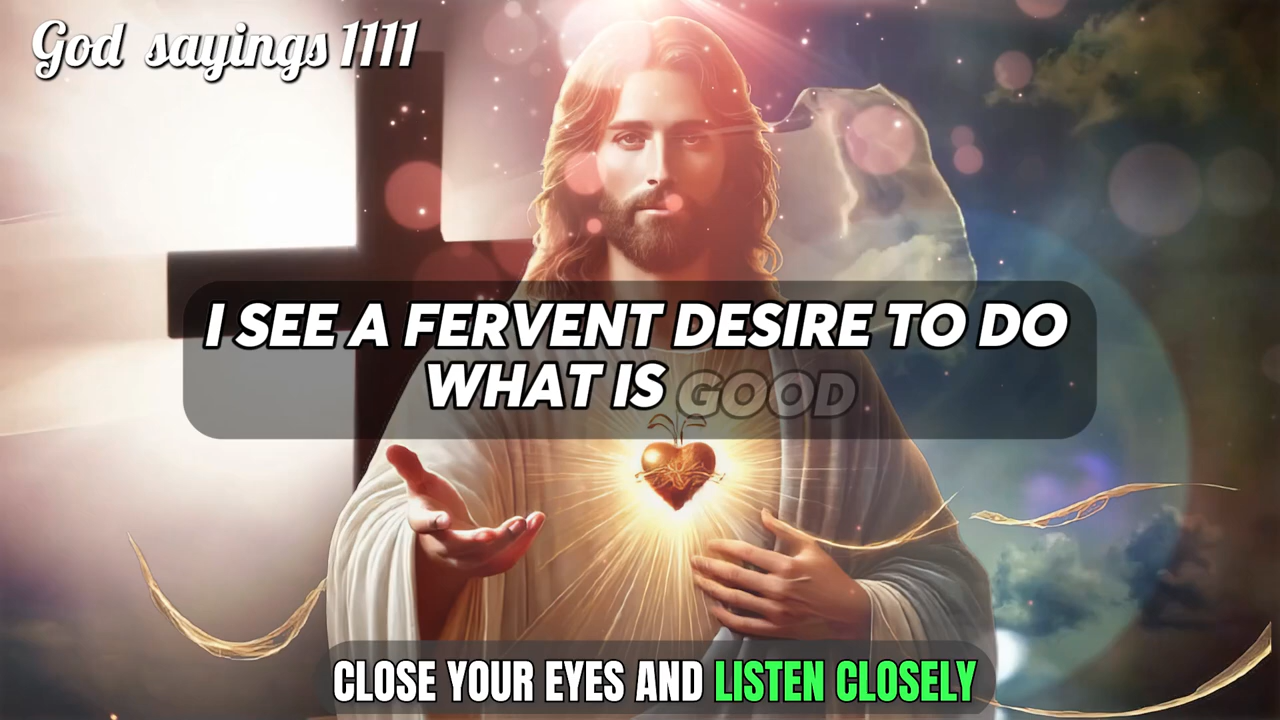 God sayings 1111
I SEE A FERVENT DESIRE TO DO
WHAT IS GOOD
CLOSE YOUR EYES AND LISTEN CLOSELY